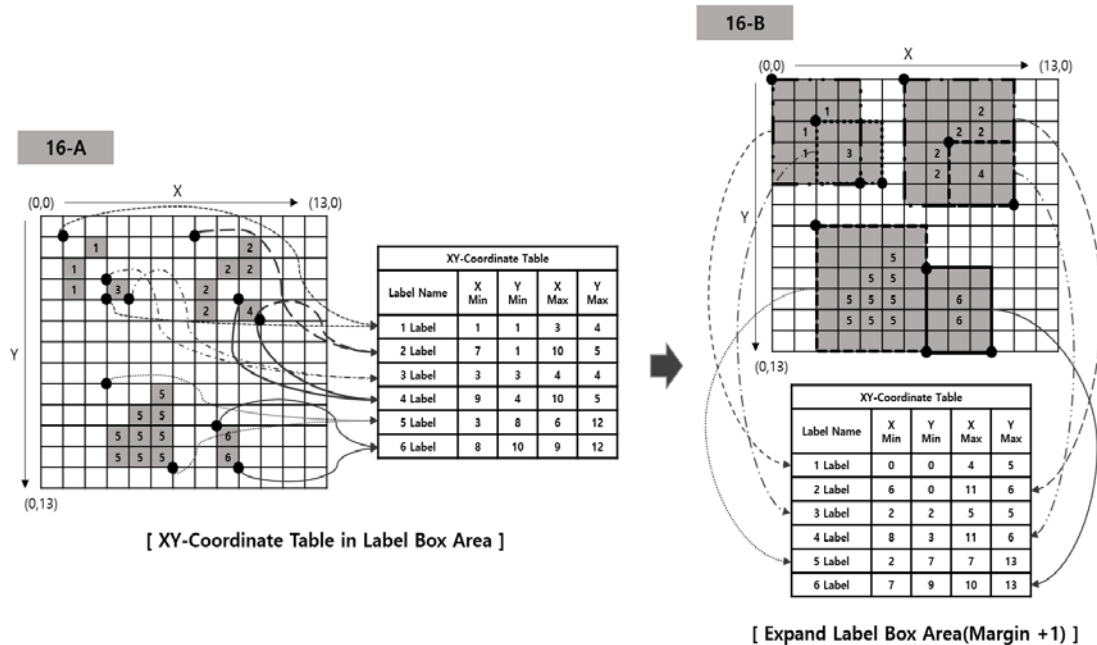 16-A
X
(0,0)
(13,0)
Y
(0,13)
1
2
1
2 2
1
3
2
2
4
5
5 5
5 5 5
6
5 5 5
6
XY-Coordinate Table
Label Name X Min Y Min X Max Y Max
1 Label 1 1 3 4
2 Label 7 1 10 5
3 Label 3 3 4 4
4 Label 9 4 10 5
5 Label 3 8 6 12
6 Label 8 10 9 12
[ XY-Coordinate Table in Label Box Area ]
16-B
X
(0,0)
(13,0)
Y
(0,13)
1
2
1
2 2
1
3
2
2
4
5
5 5
5 5 5
6
5 5 5
6
XY-Coordinate Table
Label Name X Min Y Min X Max Y Max
1 Label 0 0 4 5
2 Label 6 0 11 6
3 Label 2 2 5 5
4 Label 8 3 11 6
5 Label 2 7 7 13
6 Label 7 9 10 13
[ Expand Label Box Area(Margin +1) ]